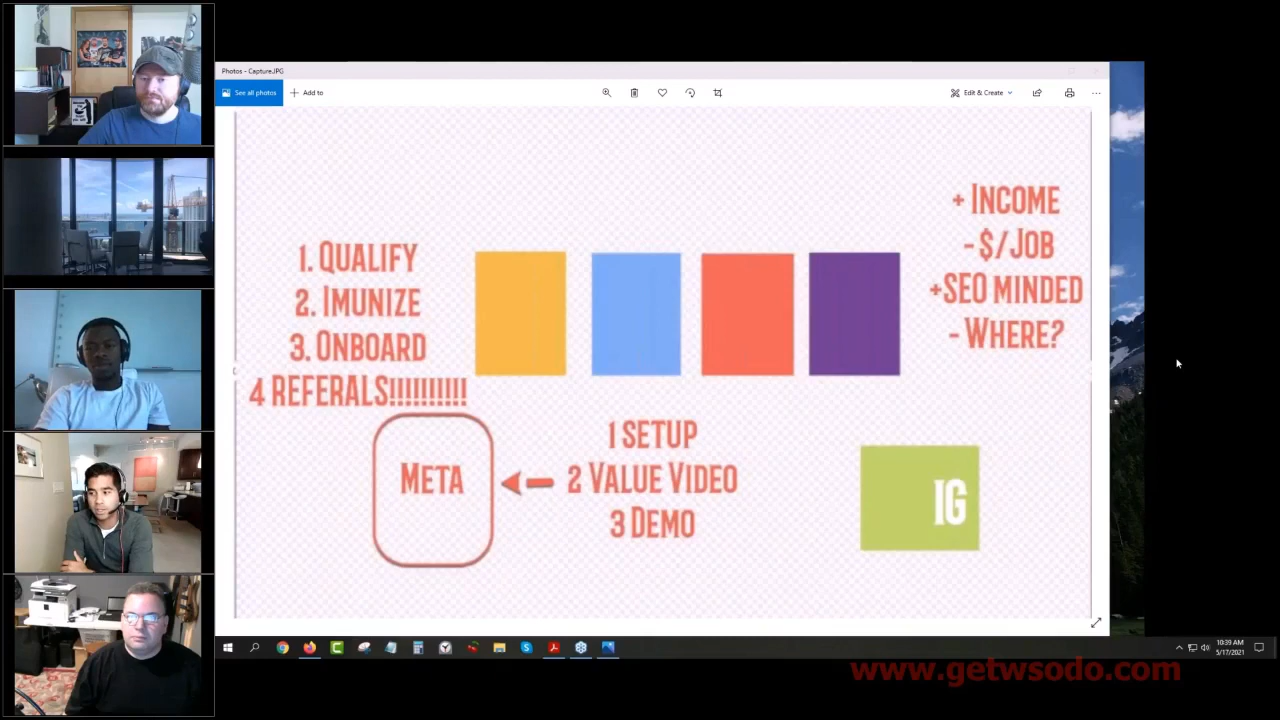 Photos - Capture.JPG
See all photos
Add to
Edit & Create
+ INCOME
- $/JOB
+SEO MINDED
- WHERE?
1. QUALIFY
2. IMUNIZE
3. ONBOARD
4 REFERALS!!!!!!!!!!
META
1 SETUP
2 VALUE VIDEO
3 DEMO
IG
10:39 AM
5/17/2021
www.getwsodo.com